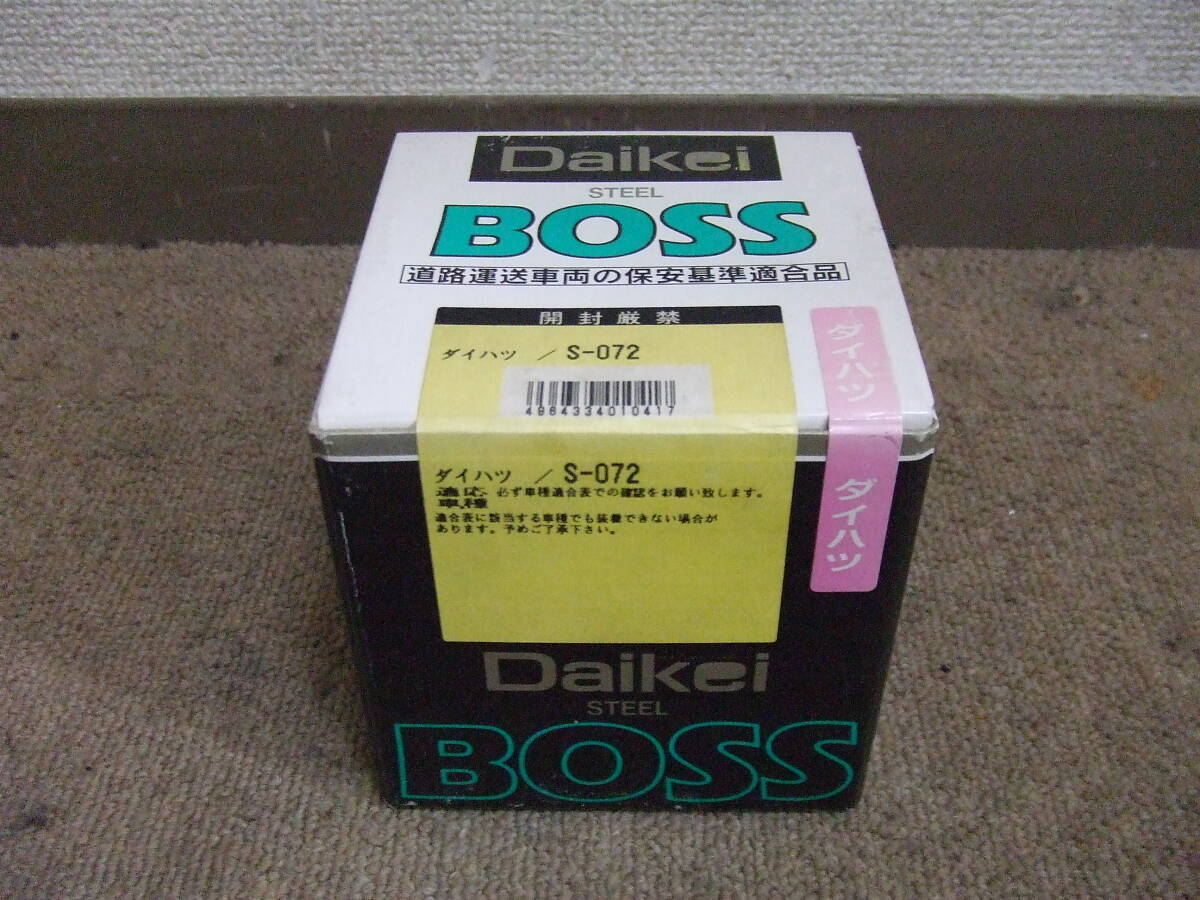 Daikei
STEEL
BOSS
道路運送車両の保安基準適合品
開封厳禁
ダイハツ / S-072
4984334010417
ダイハツ
ダイハツ / S-072
適応 必ず車種適合表での確認をお願い致します。
車種
適合表に該当する車種でも装着できない場合が
あります。予めご了承下さい。
ダイハツ
Daikei
STEEL
BOSS